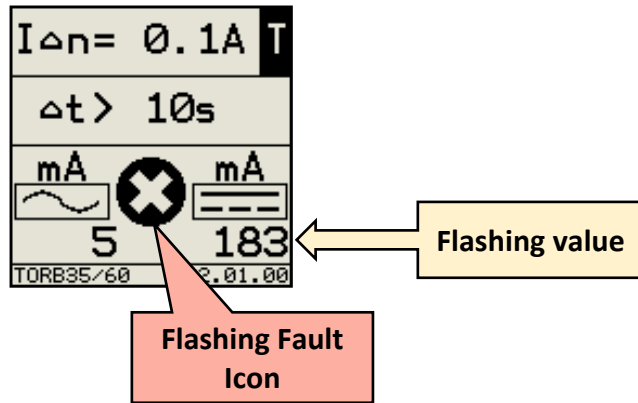 I△n= 0.1A T
△t> 10s
mA mA
5 183
TORB35/60 2.01.00
Flashing value
Flashing Fault
Icon